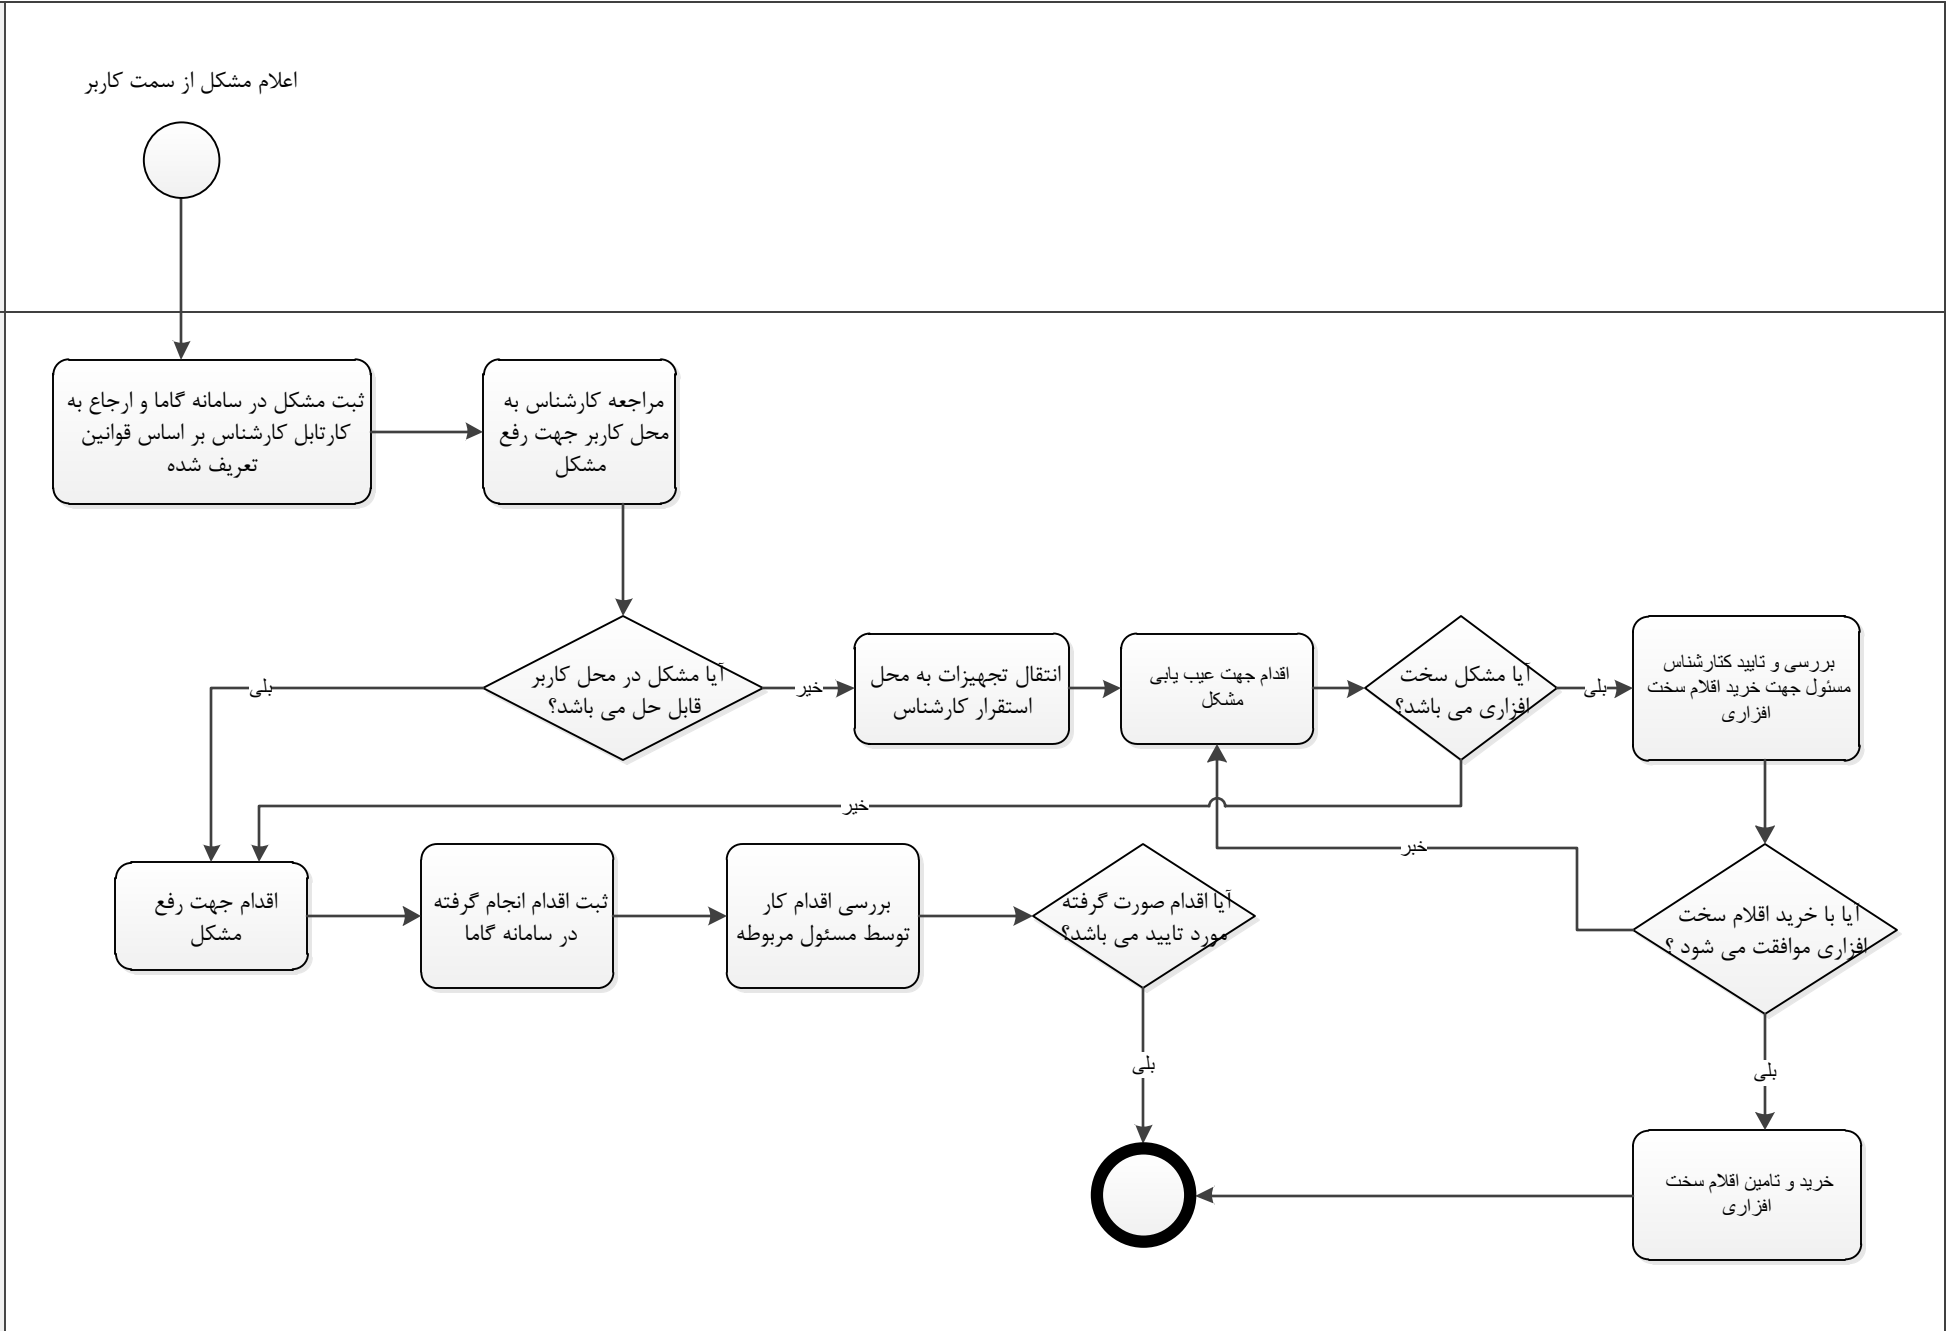 اعلام مشکل از سمت کاربر
ثبت مشکل در سامانه گاما و ارجاع به
کارتابل کارشناس بر اساس قوانین
تعریف شده
مراجعه کارشناس به
محل کاربر جهت رفع
مشکل
آیا مشکل در محل کاربر
قابل حل می باشد؟
بلی
خیر
انتقال تجهیزات به محل
استقرار کارشناس
اقدام جهت عیب یابی
مشکل
آیا مشکل سخت
افزاری می باشد؟
بلی
بررسی و تایید کتارشناس
مسئول جهت خرید اقلام سخت
افزاری
خیر
خیر
اقدام جهت رفع
مشکل
ثبت اقدام انجام گرفته
در سامانه گاما
بررسی اقدام کار
توسط مسئول مربوطه
آیا اقدام صورت گرفته
مورد تایید می باشد؟
آیا با خرید اقلام سخت
افزاری موافقت می شود ؟
بلی
بلی
خرید و تامین اقلام سخت
افزاری